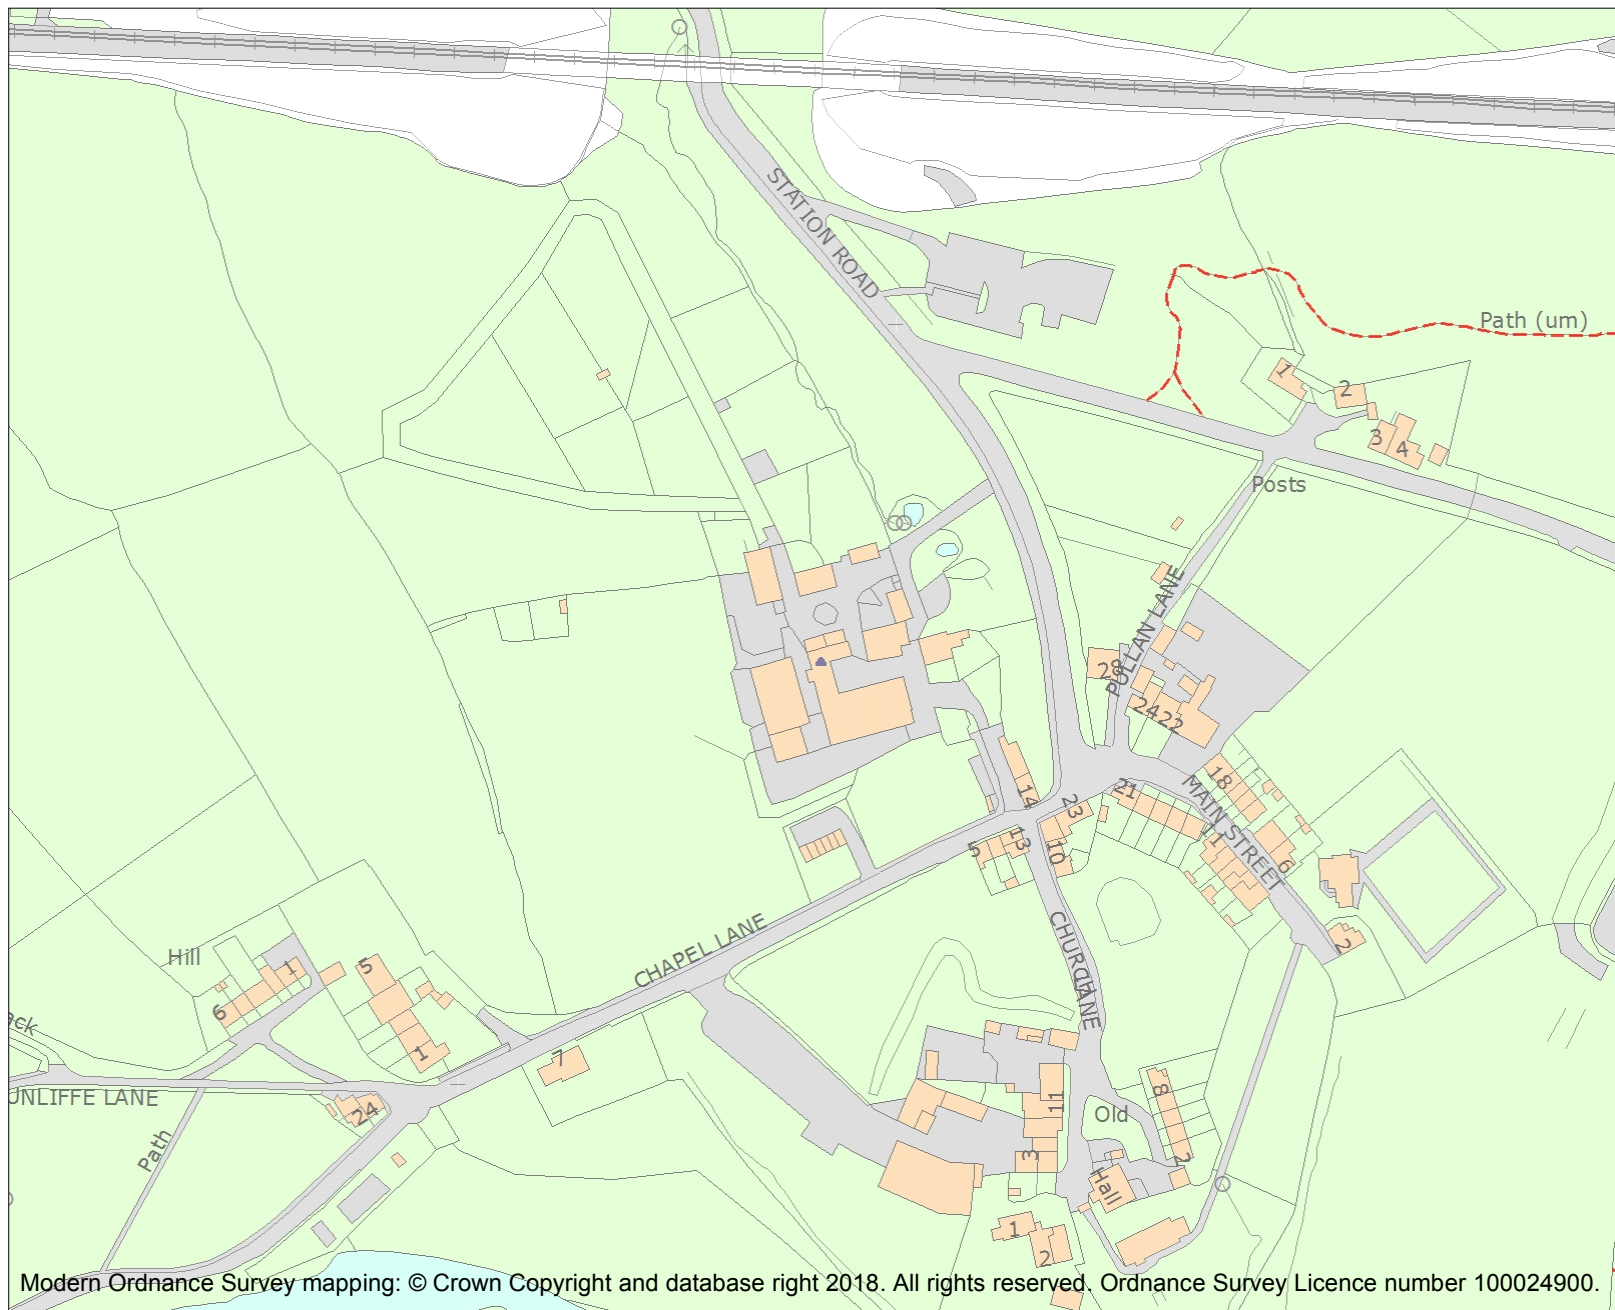 STATION ROAD
Path (um)
1
2
3
4
Posts
PULLAN LANE
28
24
22
14
23
21
18
MAIN STREET
11
6
5
13
10
2
CHAPEL LANE
CHURCH LANE
Hill
1
5
6
1
7
UNLIFFE LANE
24
Path
11
Old
8
3
2
Hall
1
2
Modern Ordnance Survey mapping: © Crown Copyright and database right 2018. All rights reserved. Ordnance Survey Licence number 100024900.